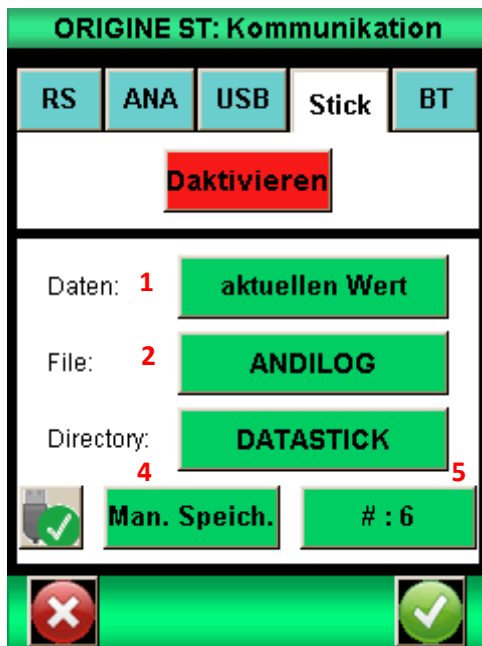 ORIGINE ST: Kommunikation
RS ANA USB Stick BT
Daktivieren
Daten: 1 aktuellen Wert
File: 2 ANDILOG
Directory: DATASTICK
4 5
Man. Speich. # : 6